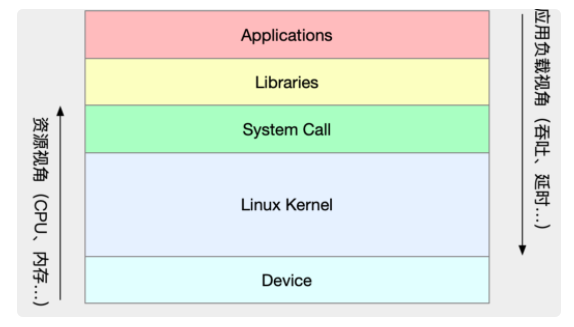 Applications
Libraries
System Call
Linux Kernel
Device
资源视角（CPU、内存...）
应用负载视角（吞吐、延时...）